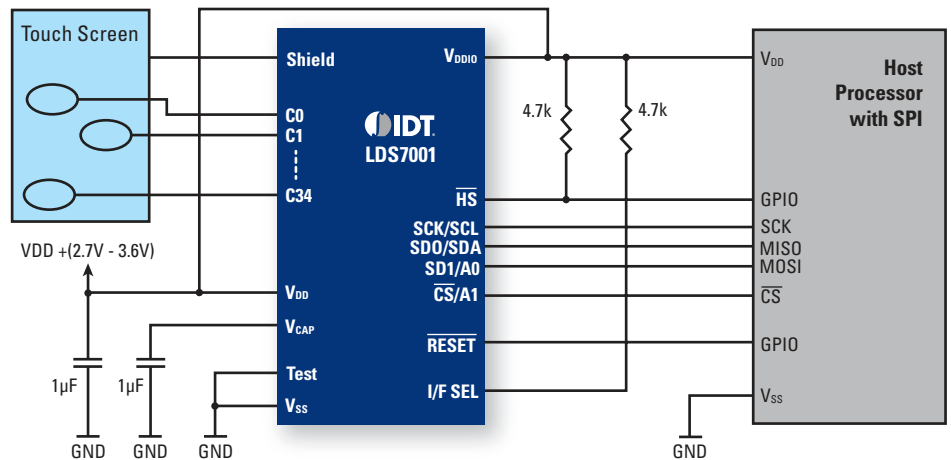 Touch Screen
VDD +(2.7V - 3.6V)
1µF
1µF
GND
GND
GND
Shield
C0
C1
C34
VDD
VCAP
Test
VSS
IDT
LDS7001
VDDIO
HS
SCK/SCL
SDO/SDA
SD1/A0
CS/A1
RESET
I/F SEL
4.7k
4.7k
GND
VDD
Host
Processor
with SPI
GPIO
SCK
MISO
MOSI
CS
GPIO
VSS